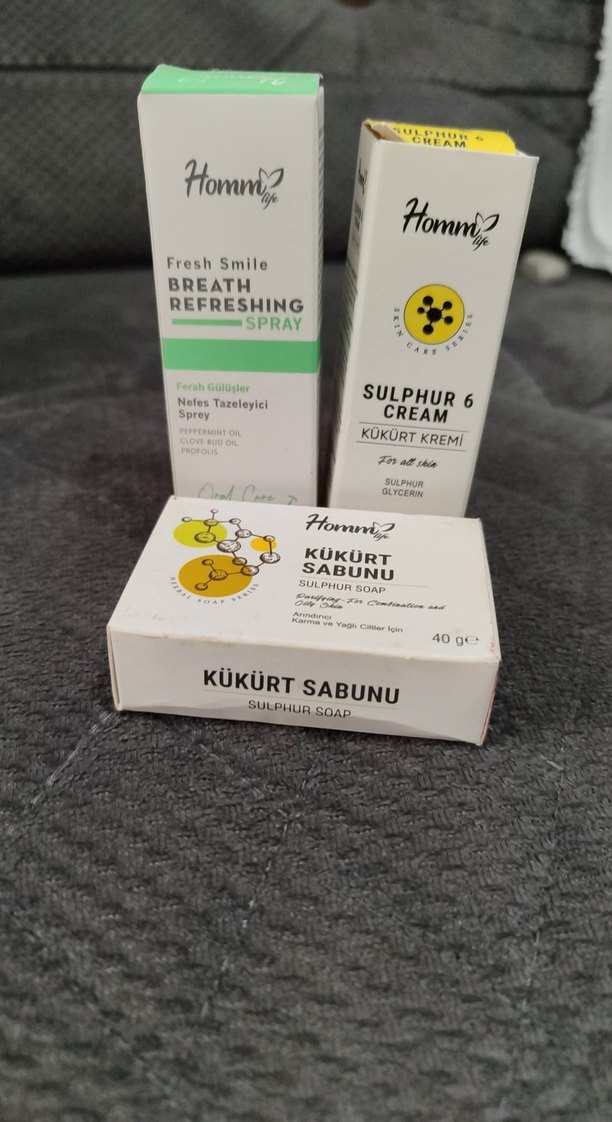 Homm
life
Fresh Smile
BREATH
REFRESHING
SPRAY
Ferah Gülüşler
Nefes Tazeleyici
Sprey
PEPPERMINT OIL
CLOVE BUD OIL
PROPOLIS
Oral Care
SULPHUR 6
CREAM
Homm
life
SKIN CARE SERIES
SULPHUR 6
CREAM
KÜKÜRT KREMİ
For all skin
SULPHUR
GLYCERIN
Homm
life
KÜKÜRT
SABUNU
SULPHUR SOAP
Purifying-For Combination and
Oily Skin
Arındırıcı
Karma ve Yağlı Ciltler İçin
40 g℮
HERBAL SOAP SERIES
KÜKÜRT SABUNU
SULPHUR SOAP